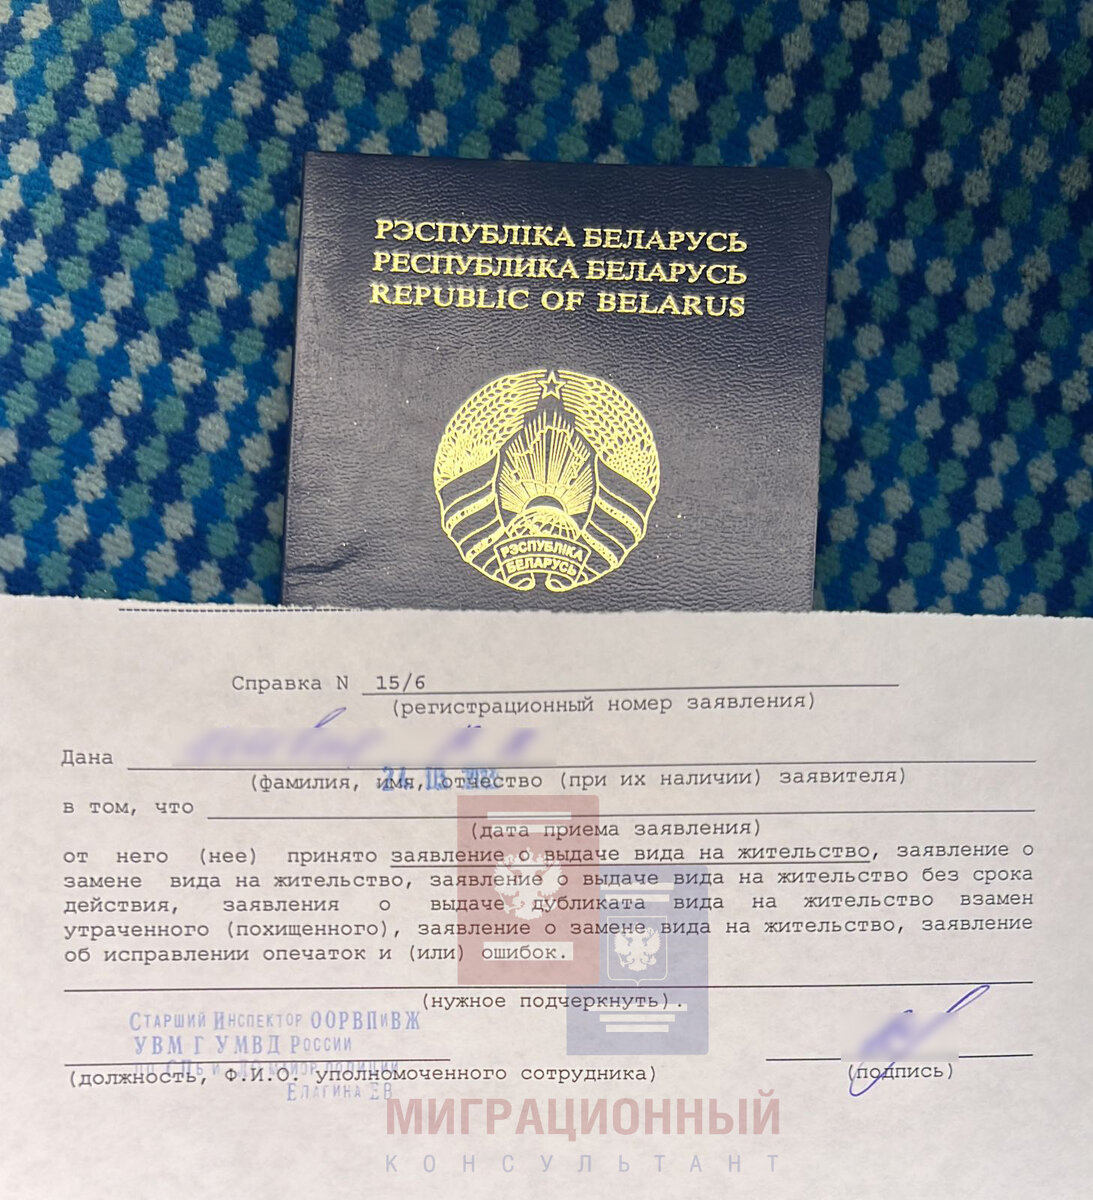 РЭСПУБЛІКА БЕЛАРУСЬ
РЕСПУБЛИКА БЕЛАРУСЬ
REPUBLIC OF BELARUS
РЭСПУБЛІКА
БЕЛАРУСЬ
Справка N 15/6
(регистрационный номер заявления)
Дана
(фамилия, имя, отчество (при их наличии) заявителя)
24
в том, что
(дата приема заявления)
от него (нее) принято заявление о выдаче вида на жительство, заявление о
замене вида на жительство, заявление о выдаче вида на жительство без срока
действия, заявления о выдаче дубликата вида на жительство взамен
утраченного (похищенного), заявление о замене вида на жительство, заявление
об исправлении опечаток и (или) ошибок.
(нужное подчеркнуть).
Старший Инспектор ООРВПиВЖ
УВМ ГУ МВД России
(должность, Ф.И.О. уполномоченного сотрудника)
(подпись)
Елагина ЕВ
МИГРАЦИОННЫЙ
КОНСУЛЬТАНТ